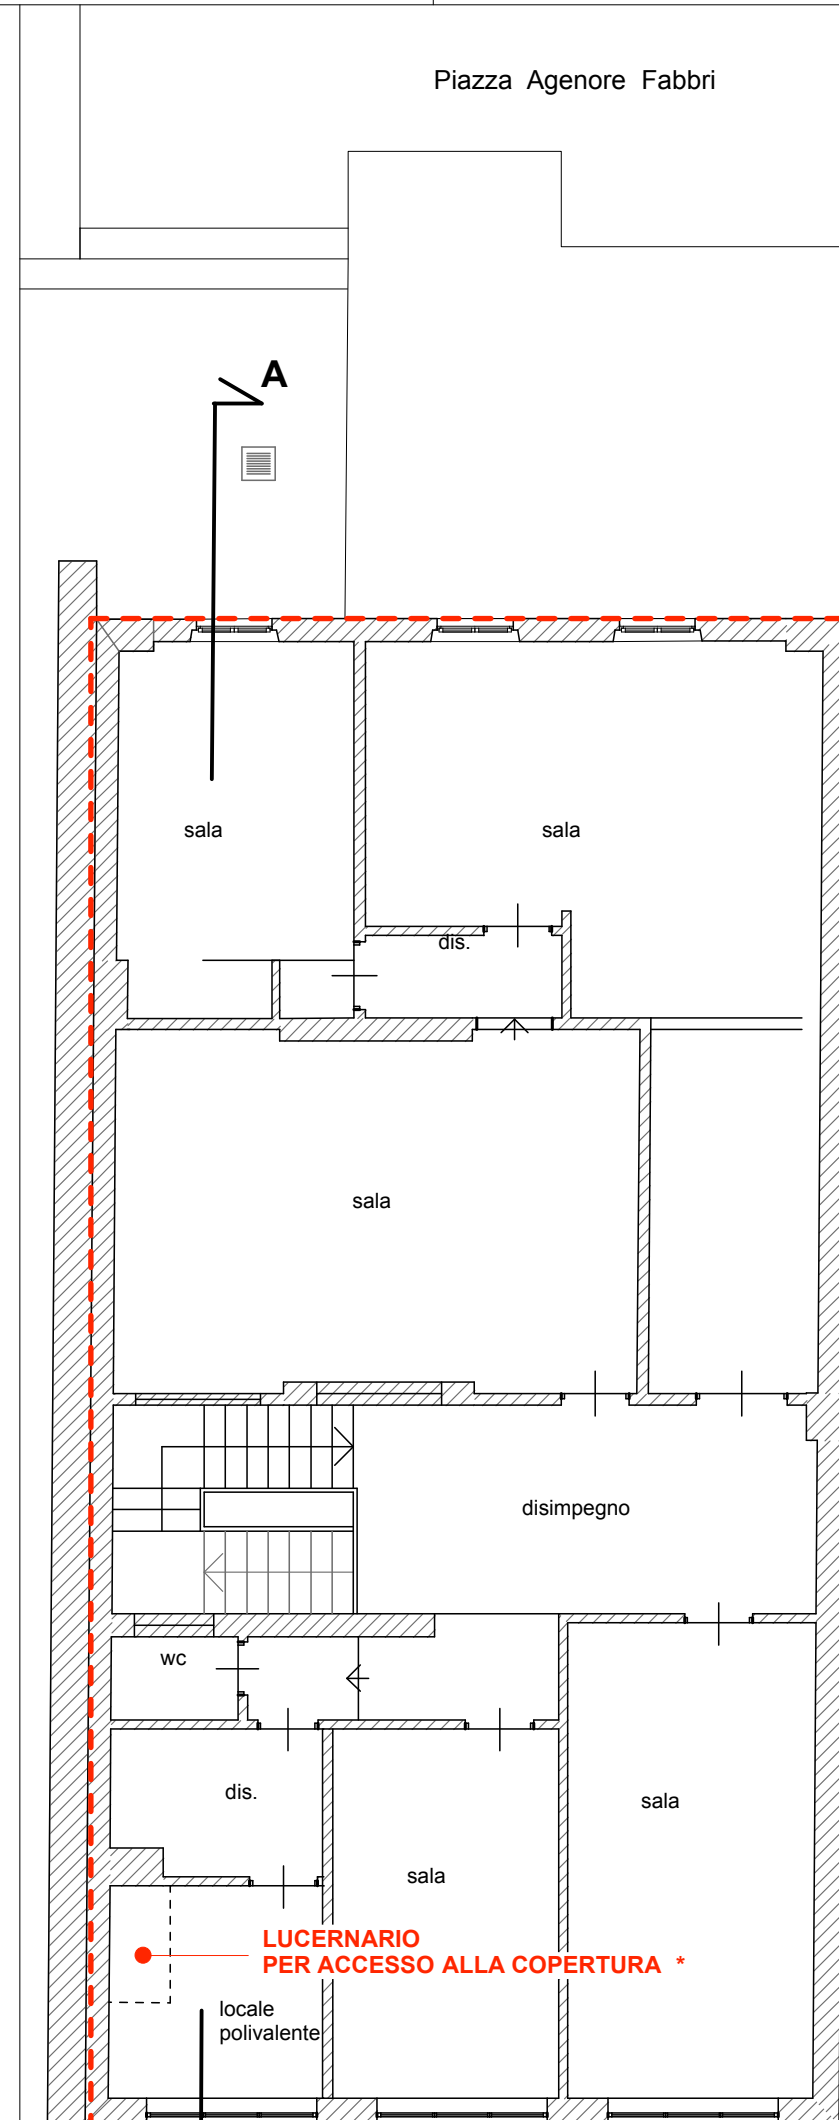 Piazza Agenore Fabbri
A
sala
sala
dis.
sala
disimpegno
wc
dis.
sala
sala
LUCERNARIO
PER ACCESSO ALLA COPERTURA *
locale
polivalente